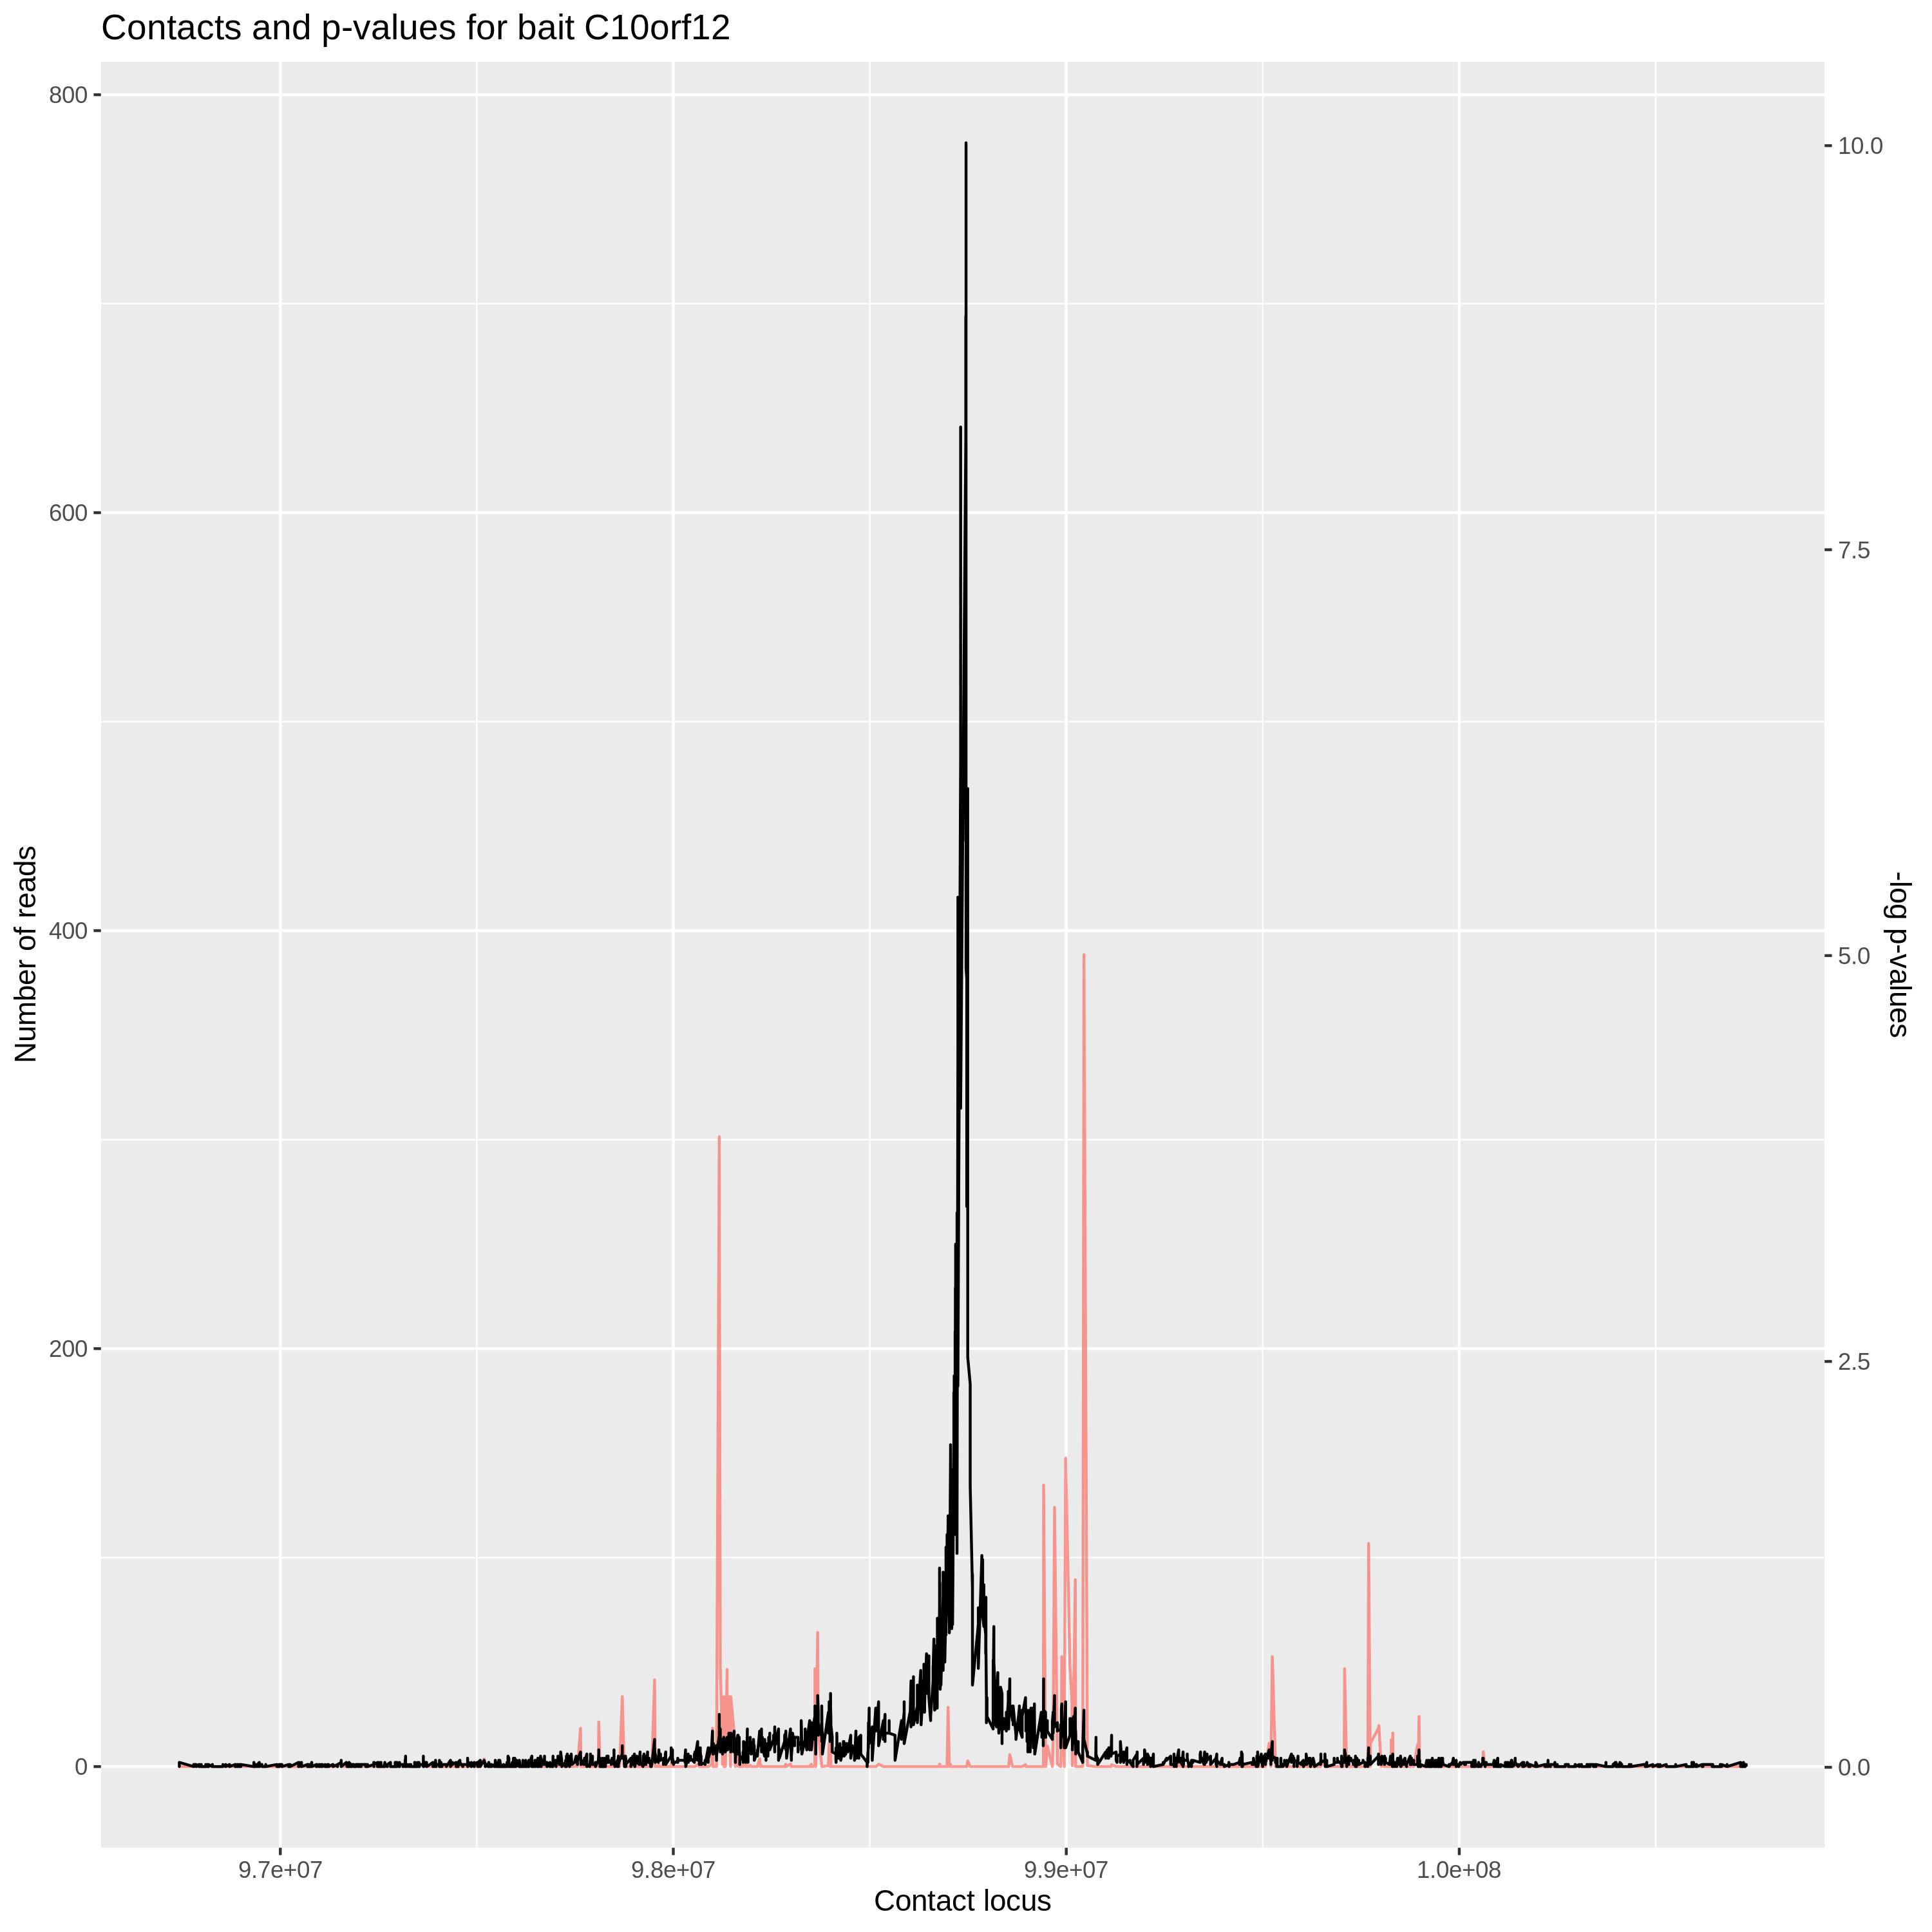 Contacts and p-values for bait C10orf12
800
600
400
200
0
Number of reads
10.0
7.5
5.0
2.5
0.0
-log p-values
9.7e+07
9.8e+07
9.9e+07
1.0e+08
Contact locus